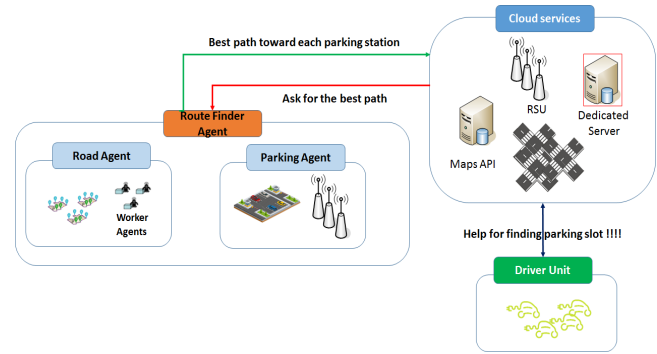 Cloud services
Best path toward each parking station
Ask for the best path
RSU
Dedicated
Server
Maps API
Route Finder
Agent
Road Agent
Parking Agent
Worker
Agents
Help for finding parking slot !!!!
Driver Unit